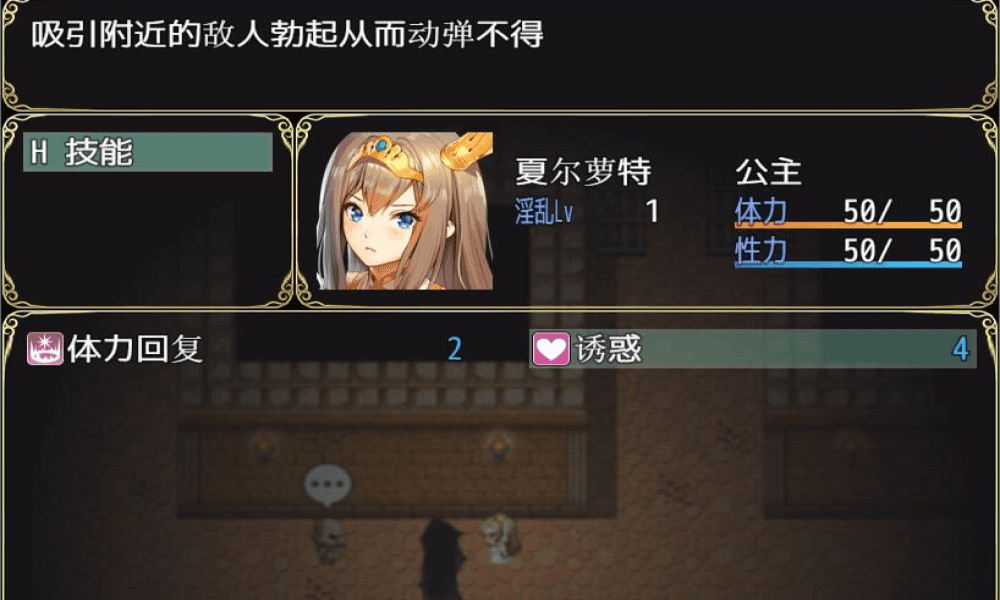 吸引附近的敌人勃起从而动弹不得
H 技能
夏尔萝特 公主
淫乱Lv 1 体力 50/ 50
性力 50/ 50
体力回复 2 诱惑 4